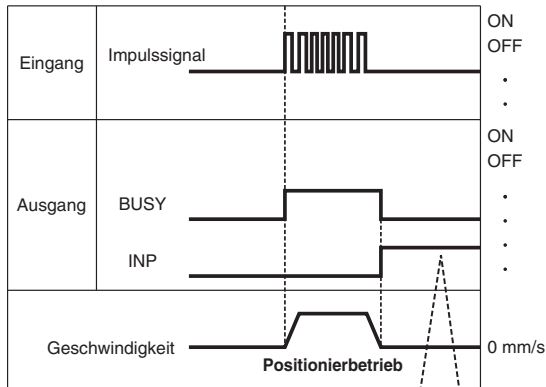 Eingang
Impulssignal
ON
OFF
Ausgang
BUSY
INP
ON
OFF
Geschwindigkeit
Positionierbetrieb
0 mm/s